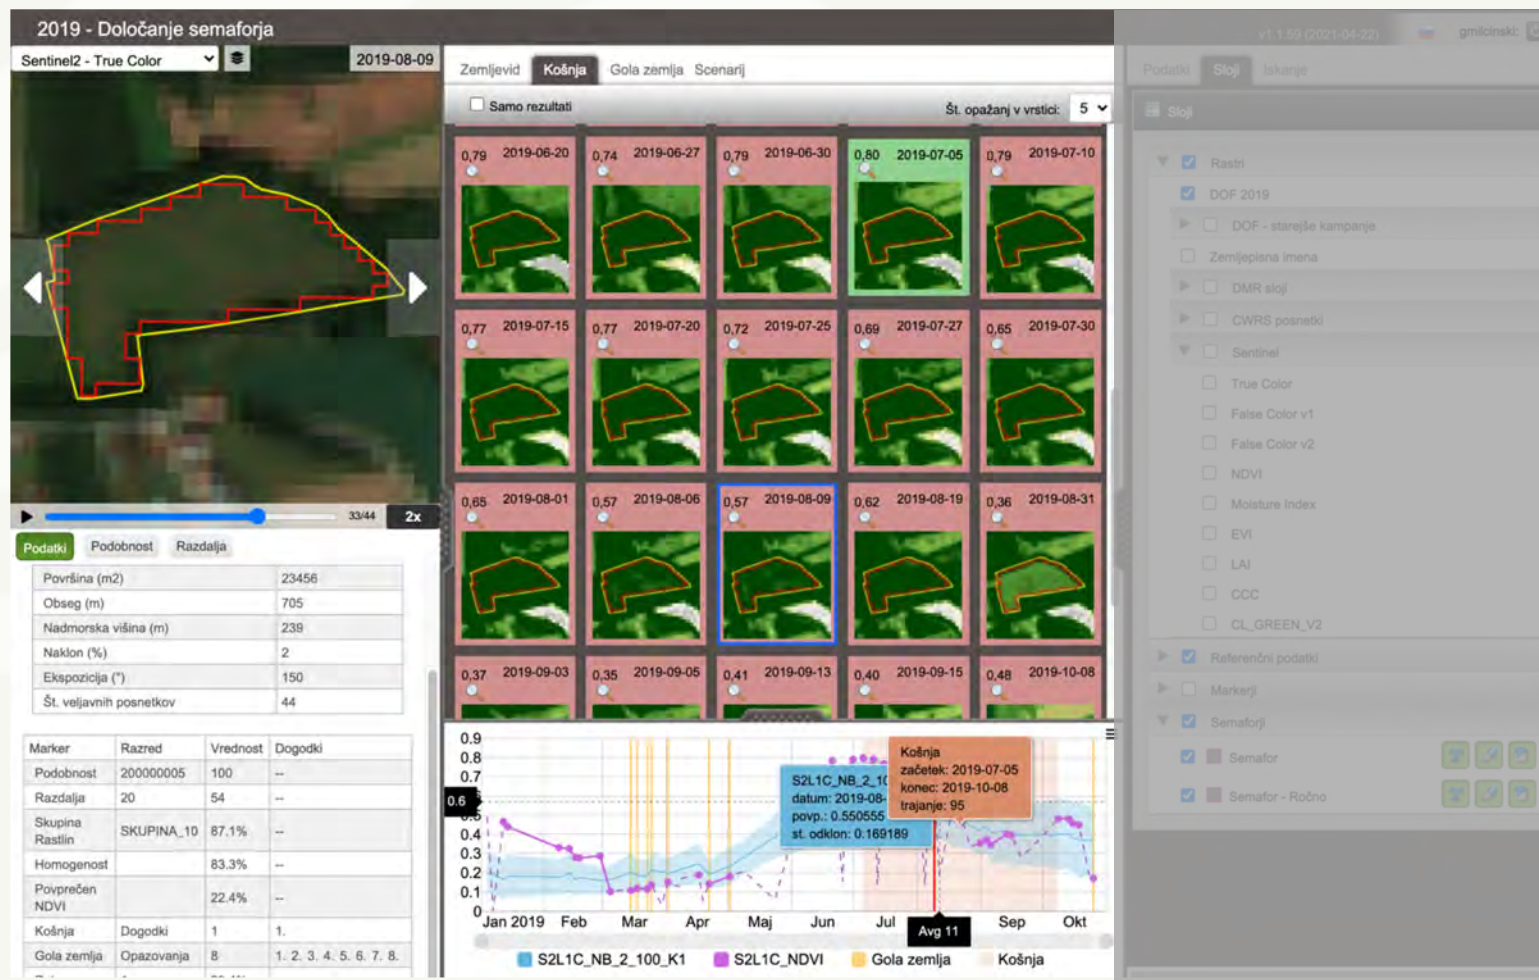 2019 - Določanje semaforja
v1.1.59 (2021-04-22) gmilcinski:
Sentinel2 - True Color 2019-08-09
Zemljevid Košnja Gola zemlja Scenarij
Samo rezultati Št. opažanj v vrstici: 5
0,79 2019-06-20 0,74 2019-06-27 0,79 2019-06-30 0,80 2019-07-05 0,79 2019-07-10
0,77 2019-07-15 0,77 2019-07-20 0,72 2019-07-25 0,69 2019-07-27 0,65 2019-07-30
0,65 2019-08-01 0,57 2019-08-06 0,57 2019-08-09 0,62 2019-08-19 0,36 2019-08-31
0,37 2019-09-03 0,35 2019-09-05 0,41 2019-09-13 0,40 2019-09-15 0,48 2019-10-08
33/44 2x
Podatki Podobnost Razdalja
Površina (m2) 23456
Obseg (m) 705
Nadmorska višina (m) 239
Naklon (%) 2
Ekspozicija (°) 150
Št. veljavnih posnetkov 44
Marker Razred Vrednost Dogodki
Podobnost 200000005 100 --
Razdalja 20 54 --
Skupina Rastlin SKUPINA_10 87.1% --
Homogenost 83.3% --
Povprečen NDVI 22.4% --
Košnja Dogodki 1 1.
Gola zemlja Opazovanja 8 1. 2. 3. 4. 5. 6. 7. 8.
0.9
0.8
0.7
0.6
0.5
0.4
0.3
0.2
0.1
0
S2L1C_NB_2_10
datum: 2019-08-
povp.: 0.550555
st. odklon: 0.169189
Košnja
začetek: 2019-07-05
konec: 2019-10-08
trajanje: 95
Jan 2019 Feb Mar Apr Maj Jun Jul Avg 11 Sep Okt
S2L1C_NB_2_100_K1 S2L1C_NDVI Gola zemlja Košnja
Podatki Sloji Iskanje
Sloji
Rastri
DOF 2019
DOF - starejše kampanje
Zemljepisna imena
DMR sloji
CWRS posnetki
Sentinel
True Color
False Color v1
False Color v2
NDVI
Moisture Index
EVI
LAI
CCC
CL_GREEN_V2
Referenčni podatki
Markerji
Semaforji
Semafor
Semafor - Ročno